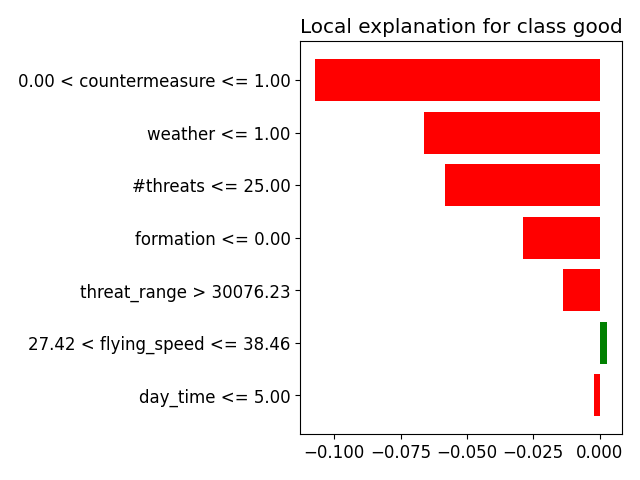 Local explanation for class good
0.00 < countermeasure <= 1.00
weather <= 1.00
#threats <= 25.00
formation <= 0.00
threat_range > 30076.23
27.42 < flying_speed <= 38.46
day_time <= 5.00
−0.100 −0.075 −0.050 −0.025 0.000